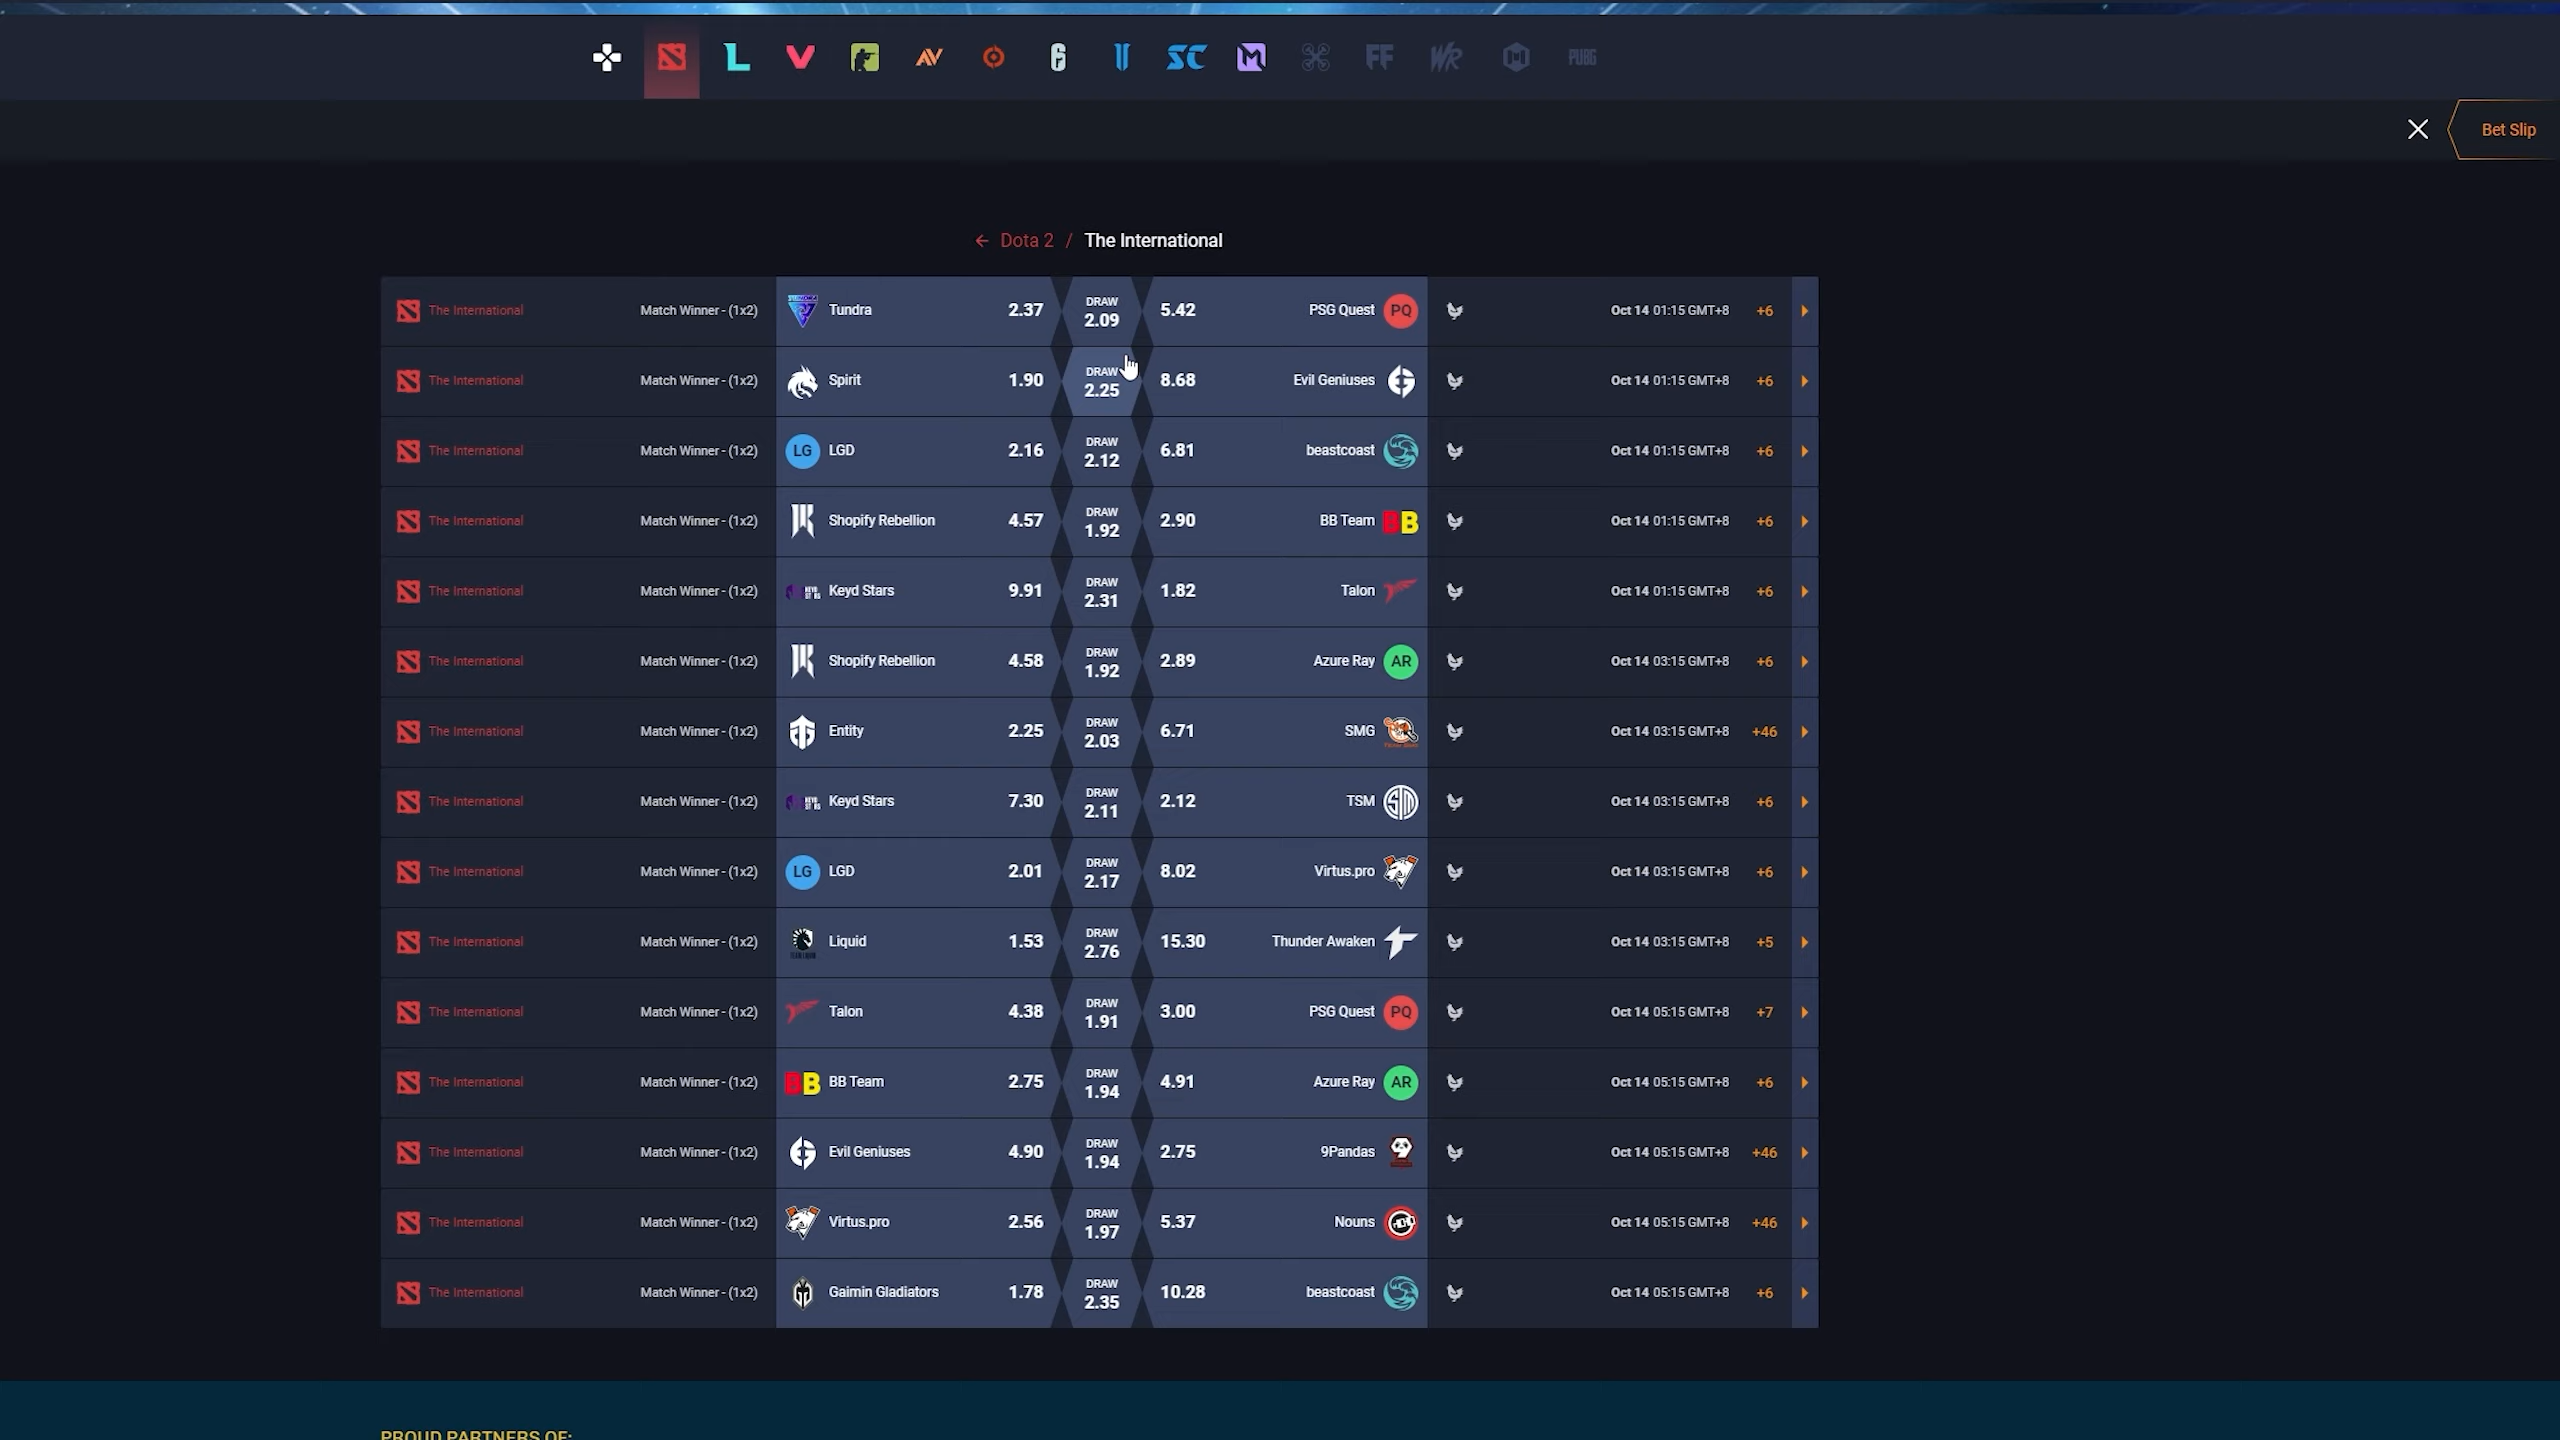 FF
WR
PUBG
Bet Slip
Dota 2 / The International
The International Match Winner - (1x2) Tundra 2.37 DRAW 2.09 5.42 PSG Quest PQ Oct 14 01:15 GMT+8 +6
The International Match Winner - (1x2) Spirit 1.90 DRAW 2.25 8.68 Evil Geniuses Oct 14 01:15 GMT+8 +6
The International Match Winner - (1x2) LG LGD 2.16 DRAW 2.12 6.81 beastcoast Oct 14 01:15 GMT+8 +6
The International Match Winner - (1x2) Shopify Rebellion 4.57 DRAW 1.92 2.90 BB Team BB Oct 14 01:15 GMT+8 +6
The International Match Winner - (1x2) Keyd Stars 9.91 DRAW 2.31 1.82 Talon Oct 14 01:15 GMT+8 +6
The International Match Winner - (1x2) Shopify Rebellion 4.58 DRAW 1.92 2.89 Azure Ray AR Oct 14 03:15 GMT+8 +6
The International Match Winner - (1x2) Entity 2.25 DRAW 2.03 6.71 SMG Oct 14 03:15 GMT+8 +46
The International Match Winner - (1x2) Keyd Stars 7.30 DRAW 2.11 2.12 TSM Oct 14 03:15 GMT+8 +6
The International Match Winner - (1x2) LG LGD 2.01 DRAW 2.17 8.02 Virtus.pro Oct 14 03:15 GMT+8 +6
The International Match Winner - (1x2) Liquid 1.53 DRAW 2.76 15.30 Thunder Awaken Oct 14 03:15 GMT+8 +5
The International Match Winner - (1x2) Talon 4.38 DRAW 1.91 3.00 PSG Quest PQ Oct 14 05:15 GMT+8 +7
The International Match Winner - (1x2) BB BB Team 2.75 DRAW 1.94 4.91 Azure Ray AR Oct 14 05:15 GMT+8 +6
The International Match Winner - (1x2) Evil Geniuses 4.90 DRAW 1.94 2.75 9Pandas Oct 14 05:15 GMT+8 +46
The International Match Winner - (1x2) Virtus.pro 2.56 DRAW 1.97 5.37 Nouns Oct 14 05:15 GMT+8 +46
The International Match Winner - (1x2) Gaimin Gladiators 1.78 DRAW 2.35 10.28 beastcoast Oct 14 05:15 GMT+8 +6
PROUD PARTNERS OF: